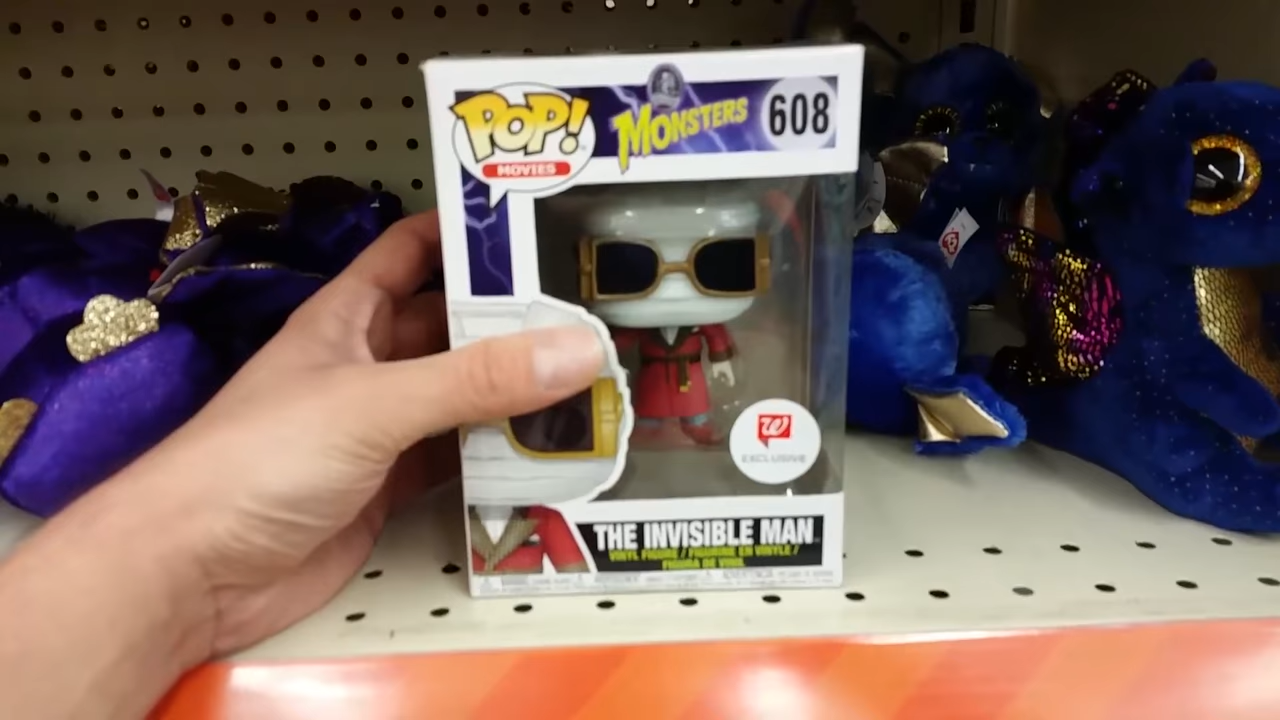 POP!
MOVIES
MONSTERS
608
EXCLUSIVE
THE INVISIBLE MAN
VINYL FIGURE / FIGURINE EN VINYLE /
FIGURA DE VINIL